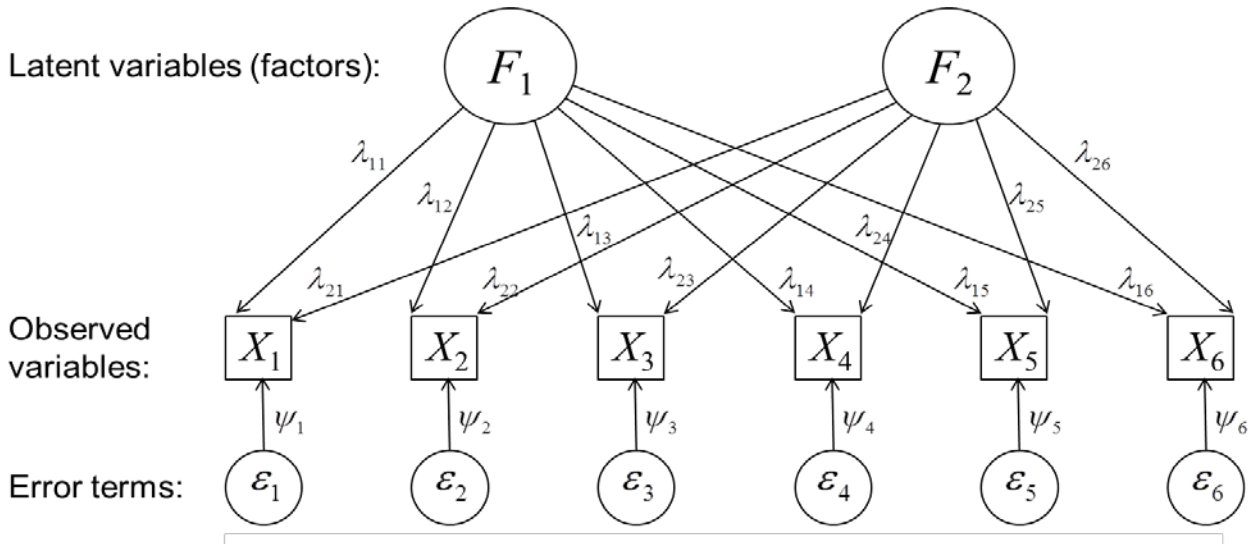 Latent variables (factors): F₁ F₂
λ₁₁ λ₂₆
λ₁₂ λ₂₅
λ₁₃ λ₂₄
λ₂₁ λ₂₂ λ₂₃ λ₁₄ λ₁₅ λ₁₆
Observed
variables:
X₁ X₂ X₃ X₄ X₅ X₆
ψ₁ ψ₂ ψ₃ ψ₄ ψ₅ ψ₆
Error terms: ε₁ ε₂ ε₃ ε₄ ε₅ ε₆